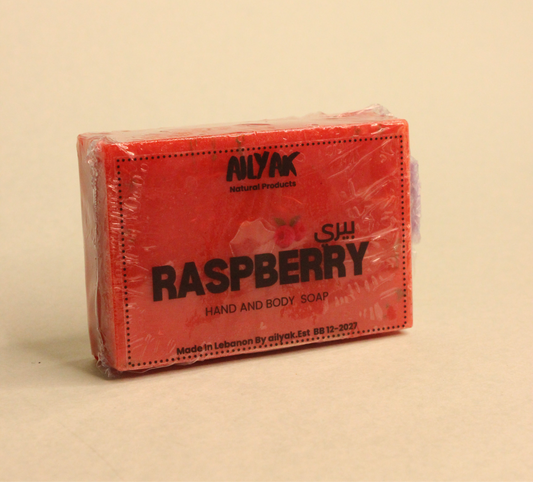 AILYAK
Natural Products
بيري
RASPBERRY
HAND AND BODY SOAP
Made In Lebanon By ailyak.Est BB 12-2027